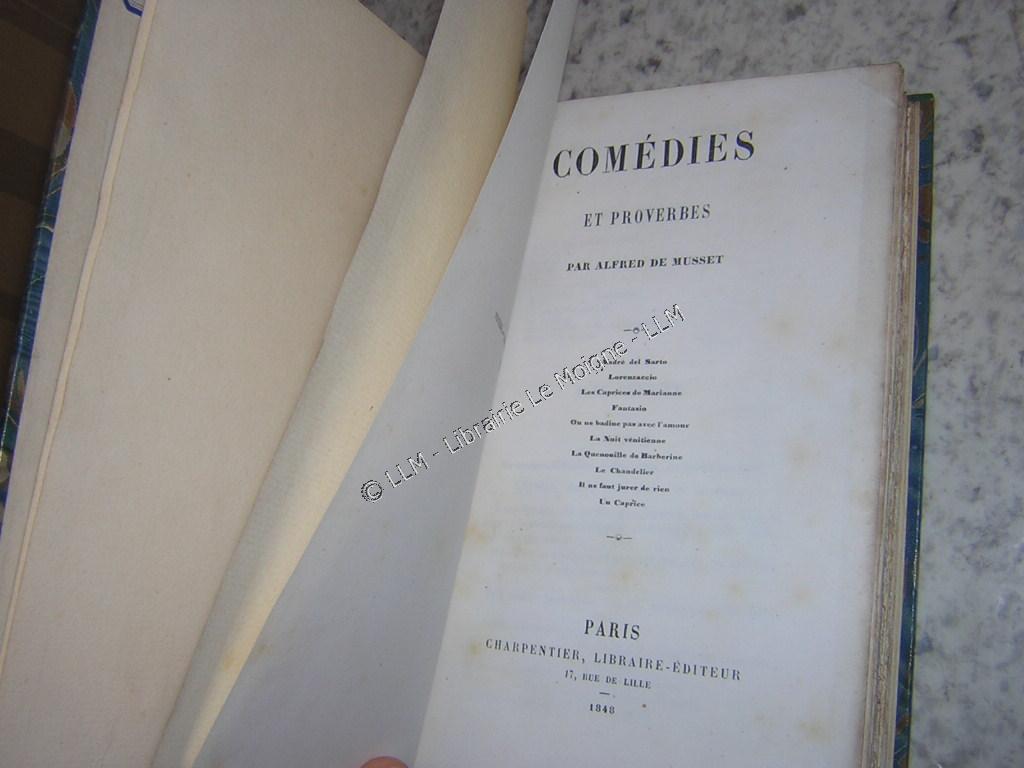 COMÉDIES
ET PROVERBES
PAR ALFRED DE MUSSET
André del Sarto
Lorenzaccio
Les Caprices de Marianne
Fantasio
On ne badine pas avec l'amour
La Nuit vénitienne
La Quenouille de Barberine
Le Chandelier
Il ne faut jurer de rien
Un Caprice
PARIS
CHARPENTIER, LIBRAIRE-ÉDITEUR
17, RUE DE LILLE
1848
© LLM - Librairie Le Moigne - LLM